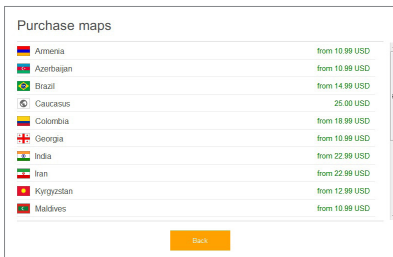 Purchase maps
Armenia from 10.99 USD
Azerbaijan from 10.99 USD
Brazil from 14.99 USD
Caucasus 25.00 USD
Colombia from 18.99 USD
Georgia from 10.99 USD
India from 22.99 USD
Iran from 22.99 USD
Kyrgyzstan from 12.99 USD
Maldives from 10.99 USD
Back